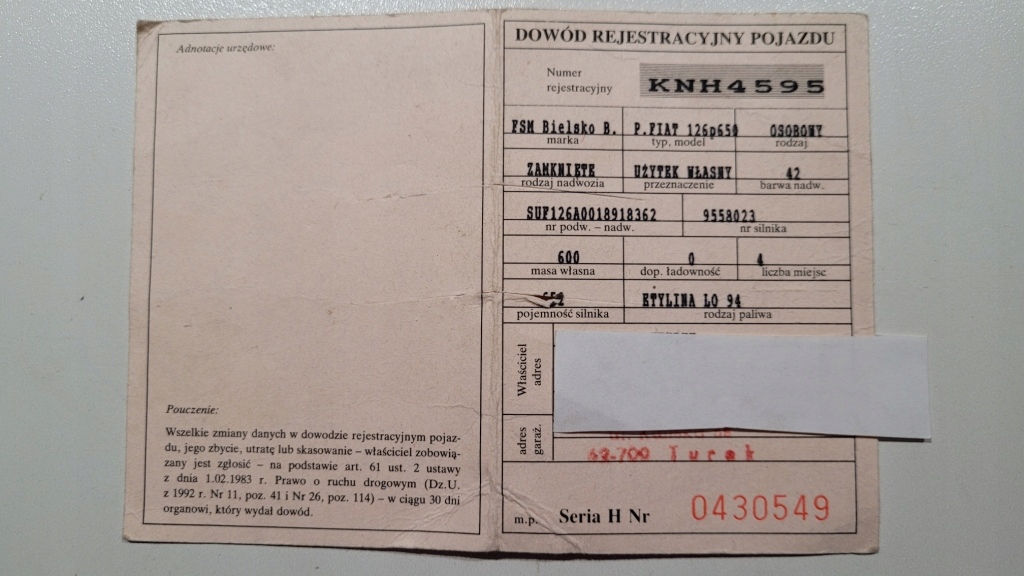 Adnotacje urzędowe:
Pouczenie:
Wszelkie zmiany danych w dowodzie rejestracyjnym pojaz-
du, jego zbycie, utratę lub skasowanie – właściciel zobowią-
zany jest zgłosić – na podstawie art. 61 ust. 2 ustawy
z dnia 1.02.1983 r. Prawo o ruchu drogowym (Dz.U.
z 1992 r. Nr 11, poz. 41 i Nr 26, poz. 114) – w ciągu 30 dni
organowi, który wydał dowód.
DOWÓD REJESTRACYJNY POJAZDU
Numer
rejestracyjny
KNH4595
FSM Bielsko B. P.FIAT 126p650 OSOBOWY
marka typ, model rodzaj
ZAMKNIĘTE UŻYTEK WŁASNY 42
rodzaj nadwozia przeznaczenie barwa nadw.
SUF126A0018918362 9558023
nr podw. – nadw. nr silnika
600 0 4
masa własna dop. ładowność liczba miejsc
652 ETYLINA LO 94
pojemność silnika rodzaj paliwa
Właściciel
adres
adres
garaż.
62-700 Turek
m.p. Seria H Nr 0430549